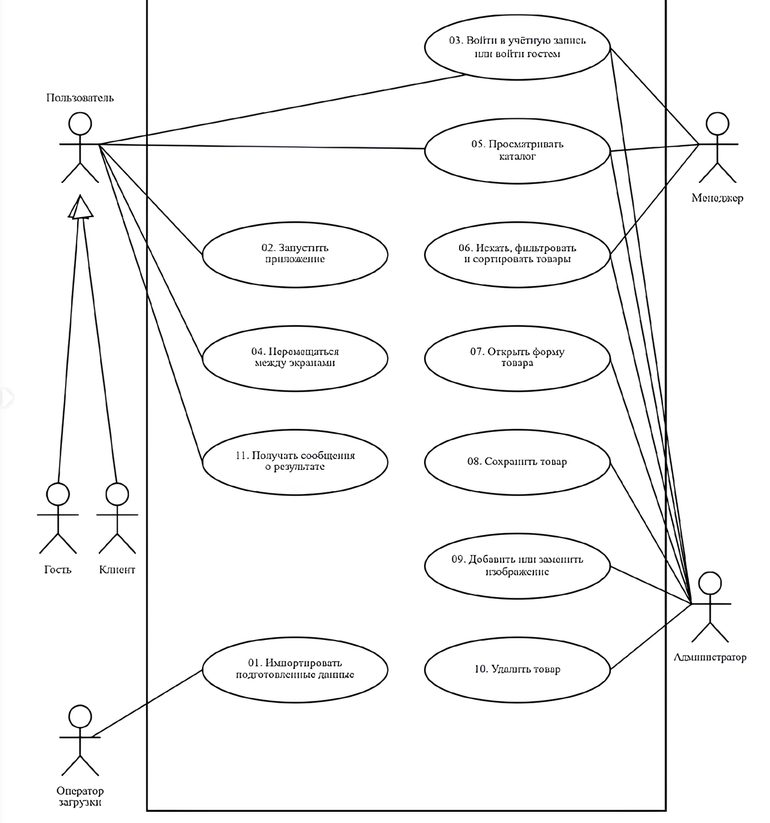 03. Войти в учётную запись
или войти гостем
Пользователь
05. Просматривать
каталог
Менеджер
02. Запустить
приложение
06. Искать, фильтровать
и сортировать товары
04. Перемещаться
между экранами
07. Открыть форму
товара
11. Получать сообщения
о результате
08. Сохранить товар
Гость
Клиент
09. Добавить или заменить
изображение
01. Импортировать
подготовленные данные
10. Удалить товар
Администратор
Оператор
загрузки